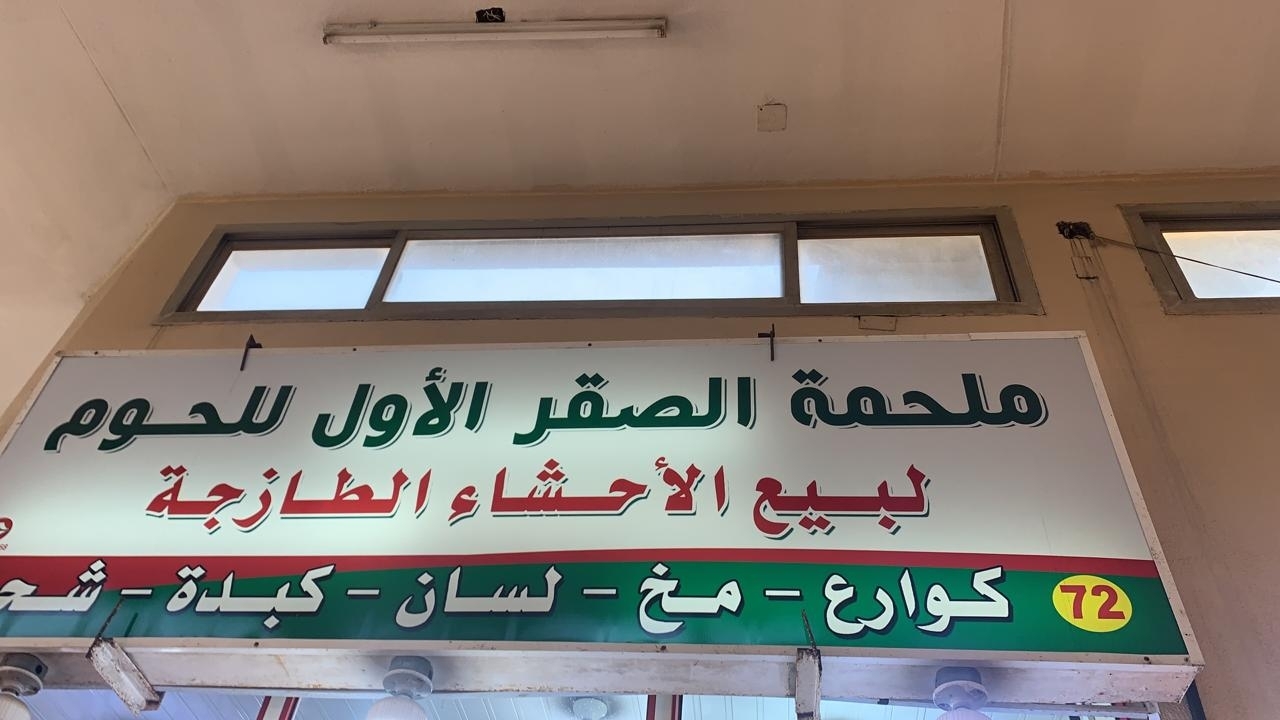 ملحمة الصقر الأول للحوم
لبيع الأحشاء الطازجة
72 كوارع - مخ - لسان - كبدة -